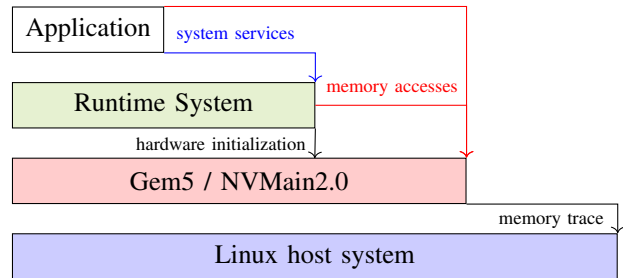 Application
system services
Runtime System
memory accesses
hardware initialization
Gem5 / NVMain2.0
memory trace
Linux host system